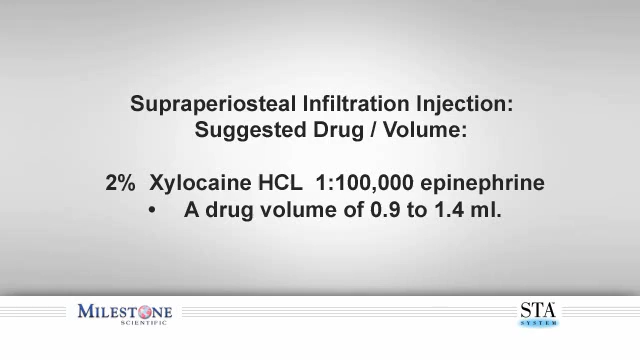 Supraperiosteal Infiltration Injection:
Suggested Drug / Volume:
2% Xylocaine HCL 1:100,000 epinephrine
• A drug volume of 0.9 to 1.4 ml.
MILESTONE
SCIENTIFIC
STA
SYSTEM